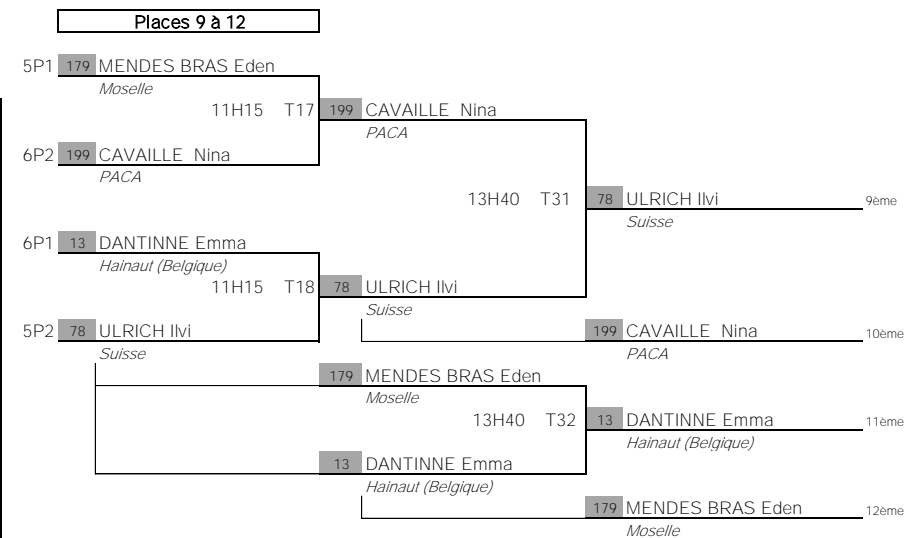 Places 9 à 12
5P1 179 MENDES BRAS Eden
Moselle
11H15 T17 199 CAVAILLE Nina
PACA
6P2 199 CAVAILLE Nina
PACA
13H40 T31 78 ULRICH Ilvi 9ème
Suisse
6P1 13 DANTINNE Emma
Hainaut (Belgique)
11H15 T18 78 ULRICH Ilvi
Suisse
5P2 78 ULRICH Ilvi
Suisse
199 CAVAILLE Nina 10ème
PACA
179 MENDES BRAS Eden
Moselle
13H40 T32 13 DANTINNE Emma 11ème
Hainaut (Belgique)
13 DANTINNE Emma
Hainaut (Belgique)
179 MENDES BRAS Eden 12ème
Moselle